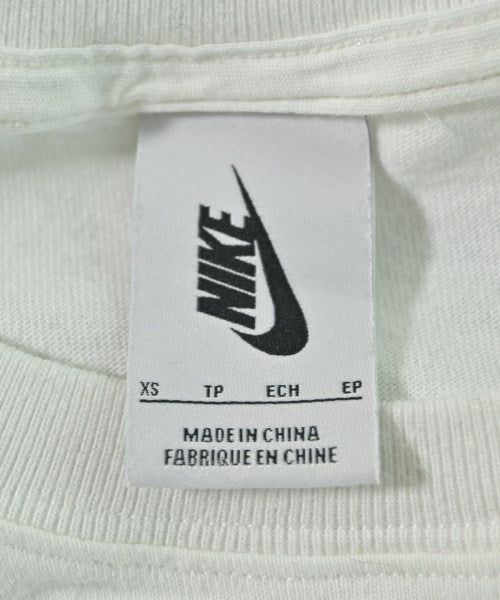 NIKE
XS TP ECH EP
MADE IN CHINA
FABRIQUE EN CHINE